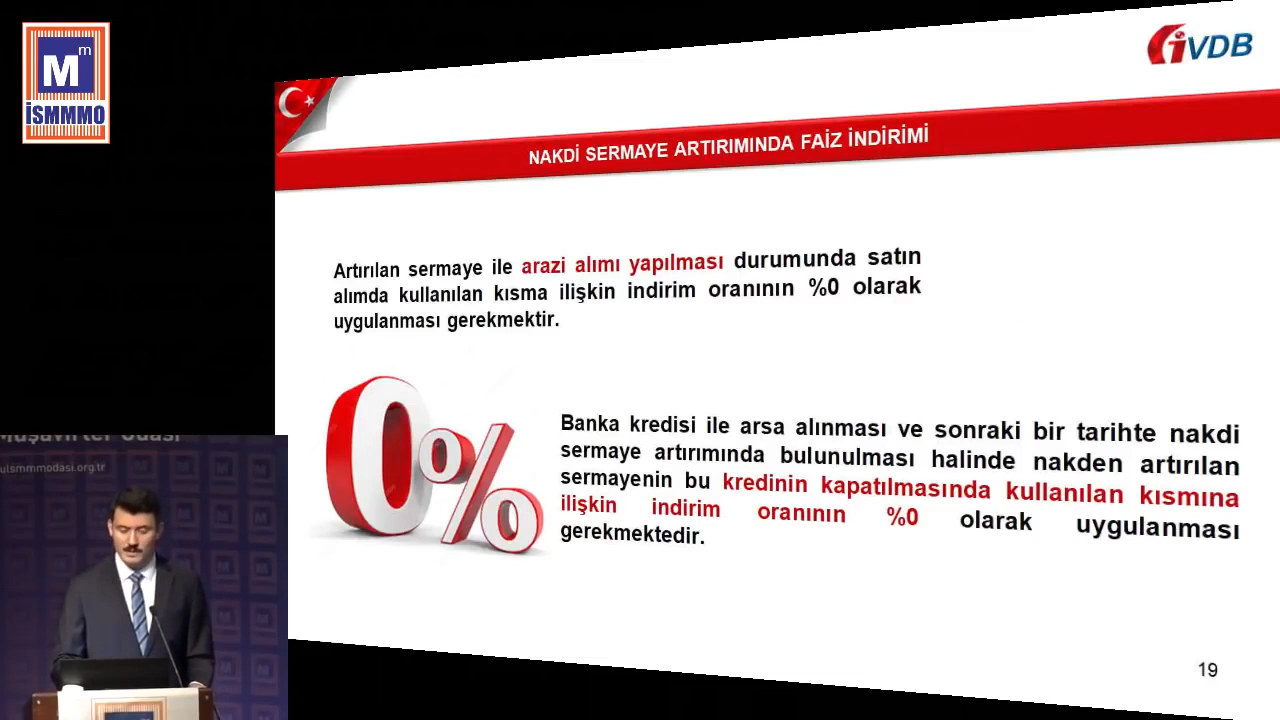 M
m
İSMMMO
iVDB
NAKDİ SERMAYE ARTIRIMINDA FAİZ İNDİRİMİ
Artırılan sermaye ile arazi alımı yapılması durumunda satın
alımda kullanılan kısma ilişkin indirim oranının %0 olarak
uygulanması gerekmektir.
0%
Banka kredisi ile arsa alınması ve sonraki bir tarihte nakdi
sermaye artırımında bulunulması halinde nakden artırılan
sermayenin bu kredinin kapatılmasında kullanılan kısmına
ilişkin indirim oranının %0 olarak uygulanması
gerekmektedir.
19